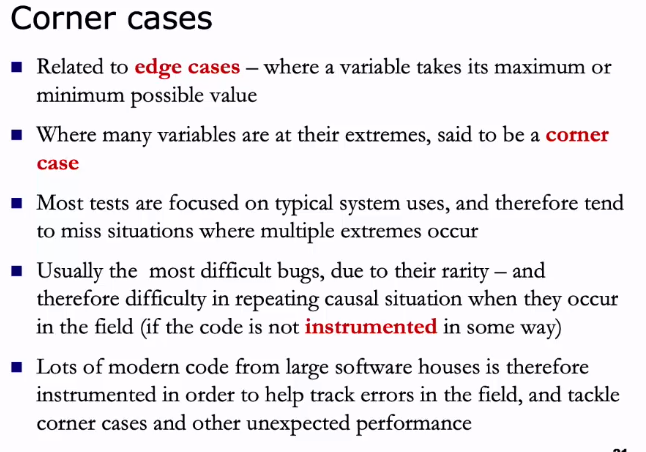 Corner cases
Related to edge cases – where a variable takes its maximum or
minimum possible value
Where many variables are at their extremes, said to be a corner
case
Most tests are focused on typical system uses, and therefore tend
to miss situations where multiple extremes occur
Usually the most difficult bugs, due to their rarity – and
therefore difficulty in repeating causal situation when they occur
in the field (if the code is not instrumented in some way)
Lots of modern code from large software houses is therefore
instrumented in order to help track errors in the field, and tackle
corner cases and other unexpected performance